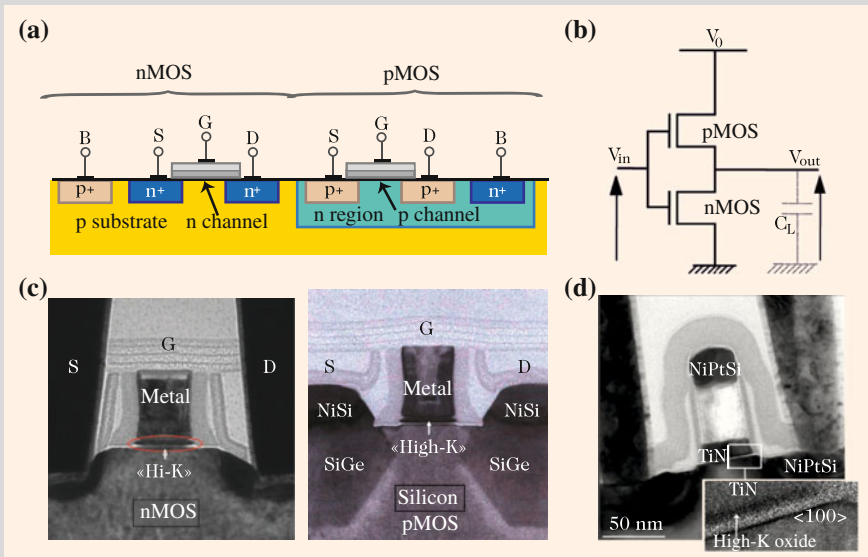 (a)
nMOS
pMOS
B S G D S G D B
p+ n+ n+ p+ p+ n+
p substrate n channel n region p channel
(b)
V0
pMOS
Vin
Vout
nMOS
CL
(c)
G
S D
Metal
«Hi-K»
nMOS
G
S D
Metal
NiSi NiSi
«High-K»
SiGe SiGe
Silicon
pMOS
(d)
NiPtSi
TiN
NiPtSi
TiN
50 nm
<100>
High-K oxide